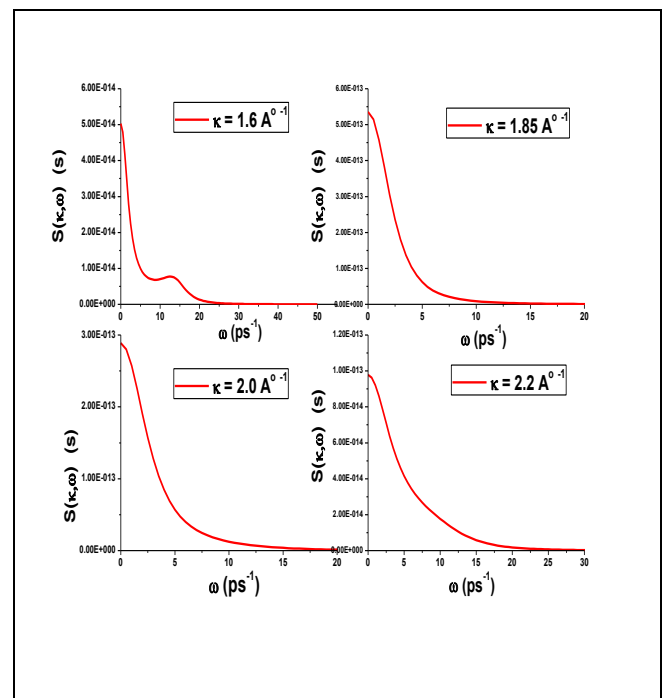 6.00E-014
5.00E-014
4.00E-014
3.00E-014
2.00E-014
1.00E-014
0.00E+000
0 10 20 30 40 50
S(κ,ω) (s)
ω (ps⁻¹)
κ = 1.6 A° ⁻¹
6.00E-013
5.00E-013
4.00E-013
3.00E-013
2.00E-013
1.00E-013
0.00E+000
0 5 10 15 20
S(κ,ω) (s)
ω (ps⁻¹)
κ = 1.85 A° ⁻¹
3.00E-013
2.00E-013
1.00E-013
0.00E+000
0 5 10 15 20
S(κ,ω) (s)
ω (ps⁻¹)
κ = 2.0 A° ⁻¹
1.20E-013
1.00E-013
8.00E-014
6.00E-014
4.00E-014
2.00E-014
0.00E+000
0 5 10 15 20 25 30
S(κ,ω) (s)
ω (ps⁻¹)
κ = 2.2 A° ⁻¹